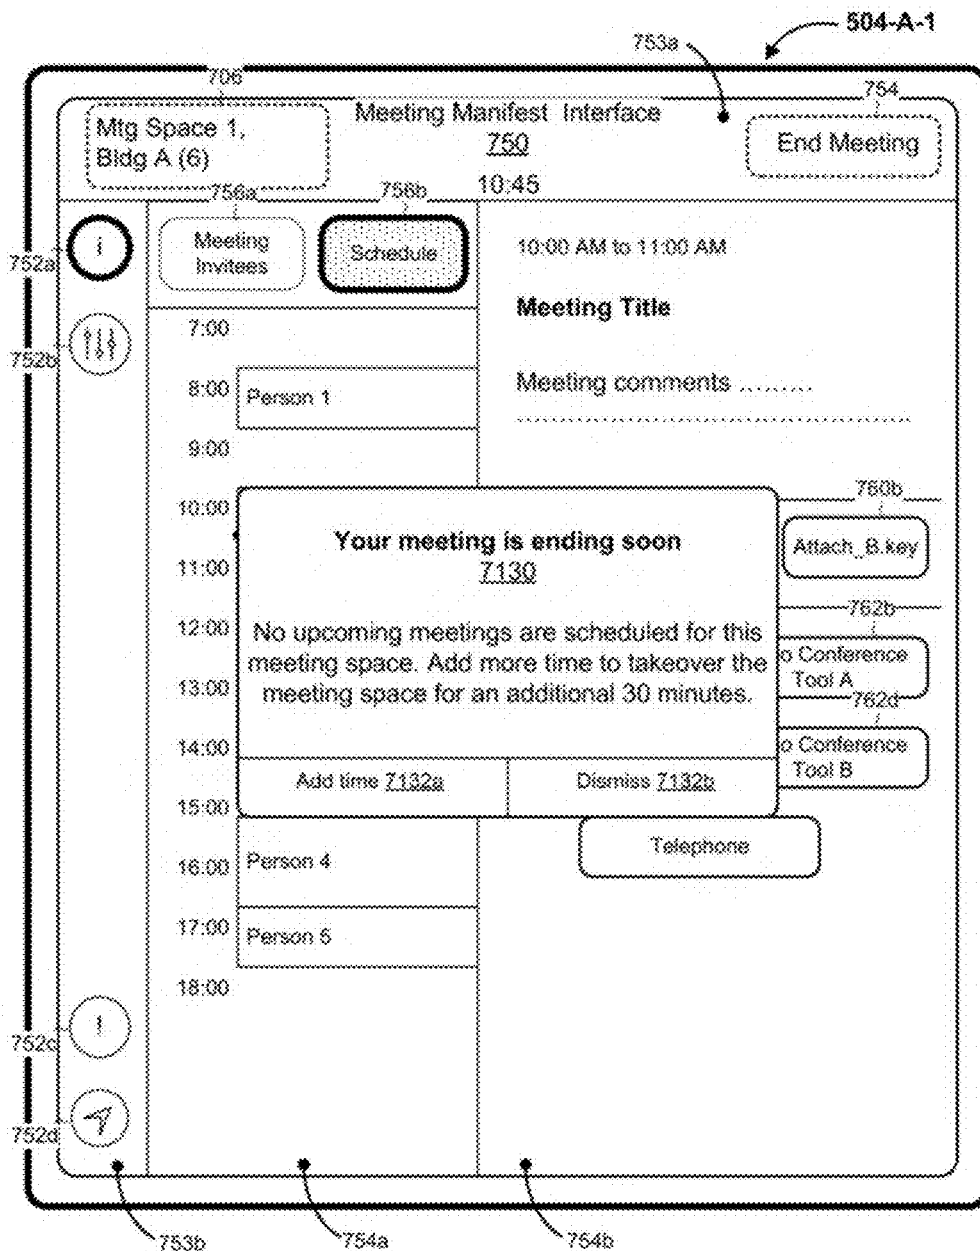 504-A-1
753a
706
754
Mtg Space 1,
Bldg A (6)
Meeting Manifest Interface
750
10:45
End Meeting
756a
756b
752a
i
Meeting
Invitees
Schedule
10:00 AM to 11:00 AM
Meeting Title
752b
7:00
8:00
Person 1
Meeting comments .........
9:00
10:00
11:00
12:00
13:00
14:00
15:00
Your meeting is ending soon
7130
No upcoming meetings are scheduled for this
meeting space. Add more time to takeover the
meeting space for an additional 30 minutes.
Add time 7132a
Dismiss 7132b
760b
Attach_B.key
762b
o Conference
Tool A
762d
o Conference
Tool B
Telephone
16:00
Person 4
17:00
Person 5
18:00
!
752c
752d
753b
754a
754b